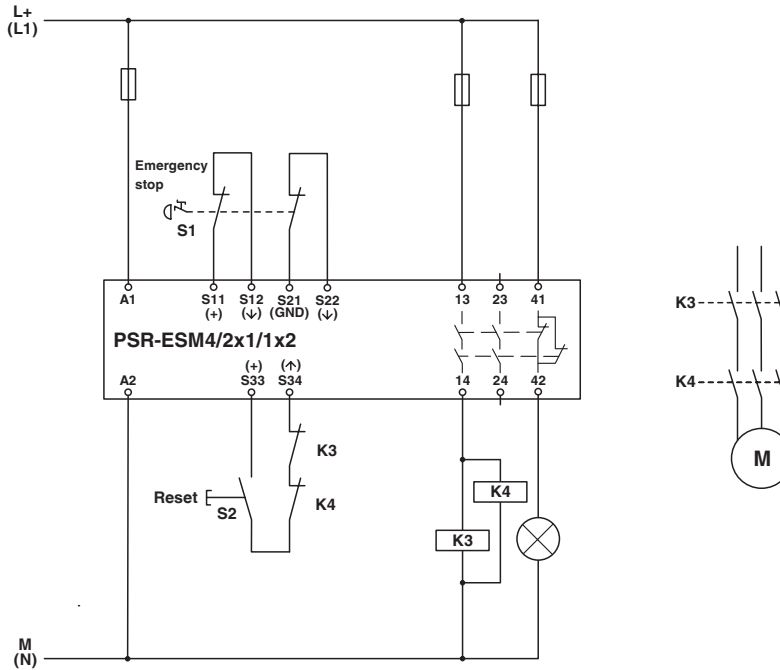 L+
(L1)
Emergency
stop
S1
A1 S11 S12 S21 S22 13 23 41
(+) (↓) (GND) (↓)
PSR-ESM4/2x1/1x2
(+) (↑)
A2 S33 S34 14 24 42
K3
K4
Reset
S2
K4
K3
M
(N)
K3
K4
M